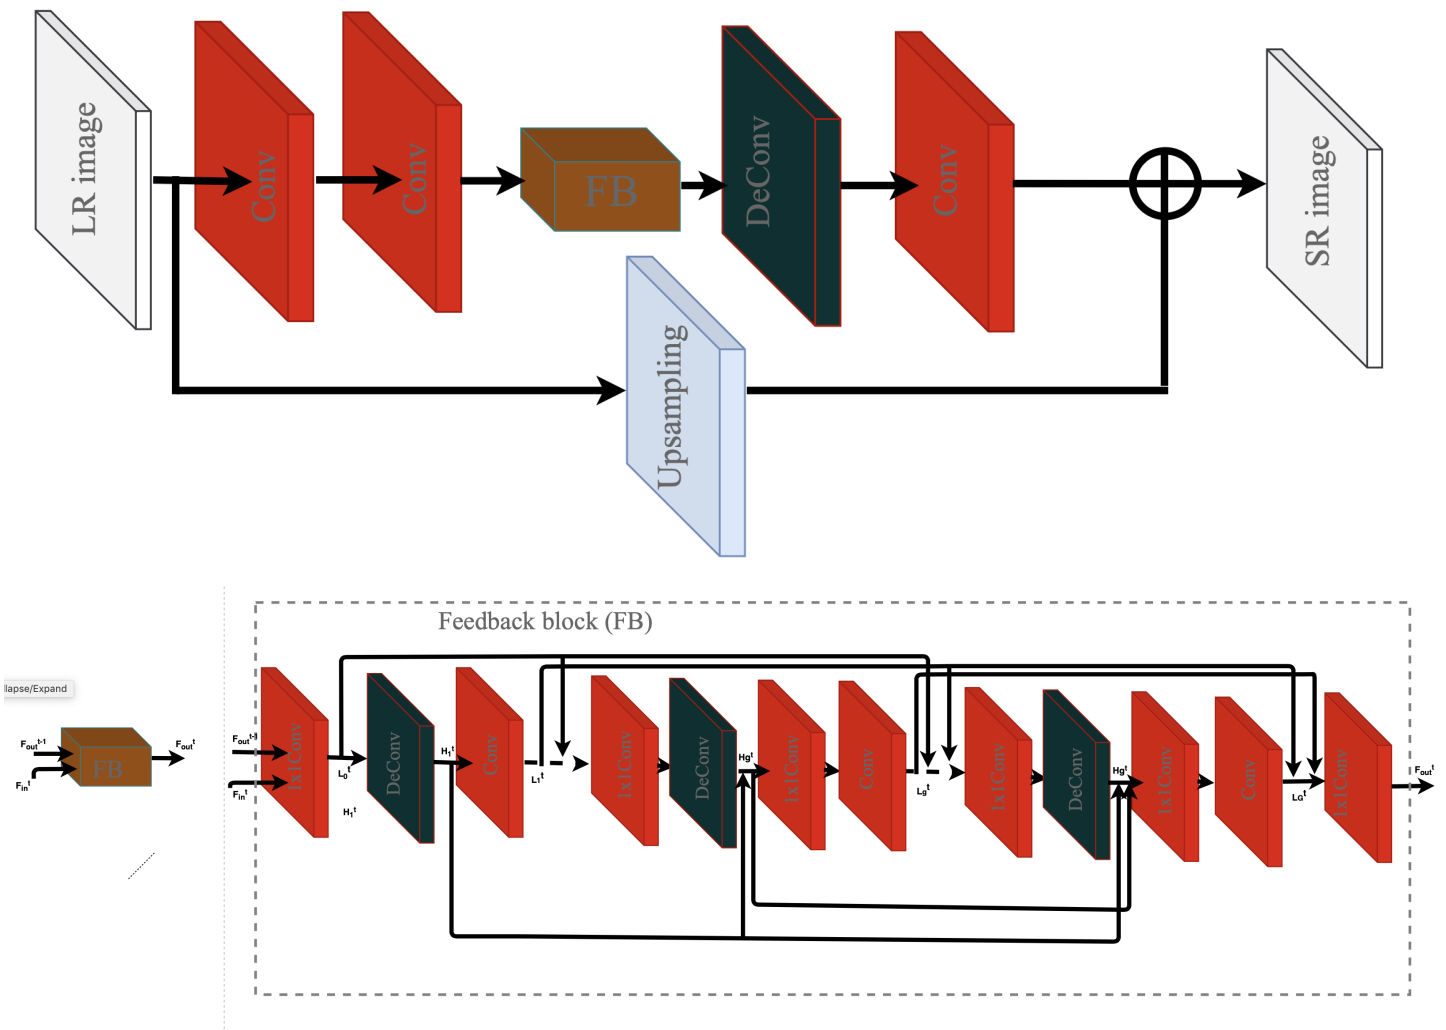 LR image
Conv
Conv
FB
DeConv
Conv
SR image
Upsampling
Feedback block (FB)
llapse/Expand
Fout^t-1
Fin^t
FB
Fout^t
Fout^t-1
Fin^t
1x1Conv
L0^t
H1^t
DeConv
H1^t
Conv
L1^t
1x1Conv
DeConv
Hg^t
1x1Conv
Conv
Lg^t
1x1Conv
DeConv
Hg^t
1x1Conv
Conv
LG^t
1x1Conv
Fout^t